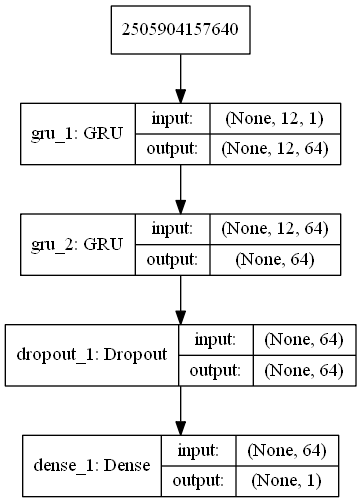 2505904157640
gru_1: GRU
input:
(None, 12, 1)
output:
(None, 12, 64)
gru_2: GRU
input:
(None, 12, 64)
output:
(None, 64)
dropout_1: Dropout
input:
(None, 64)
output:
(None, 64)
dense_1: Dense
input:
(None, 64)
output:
(None, 1)